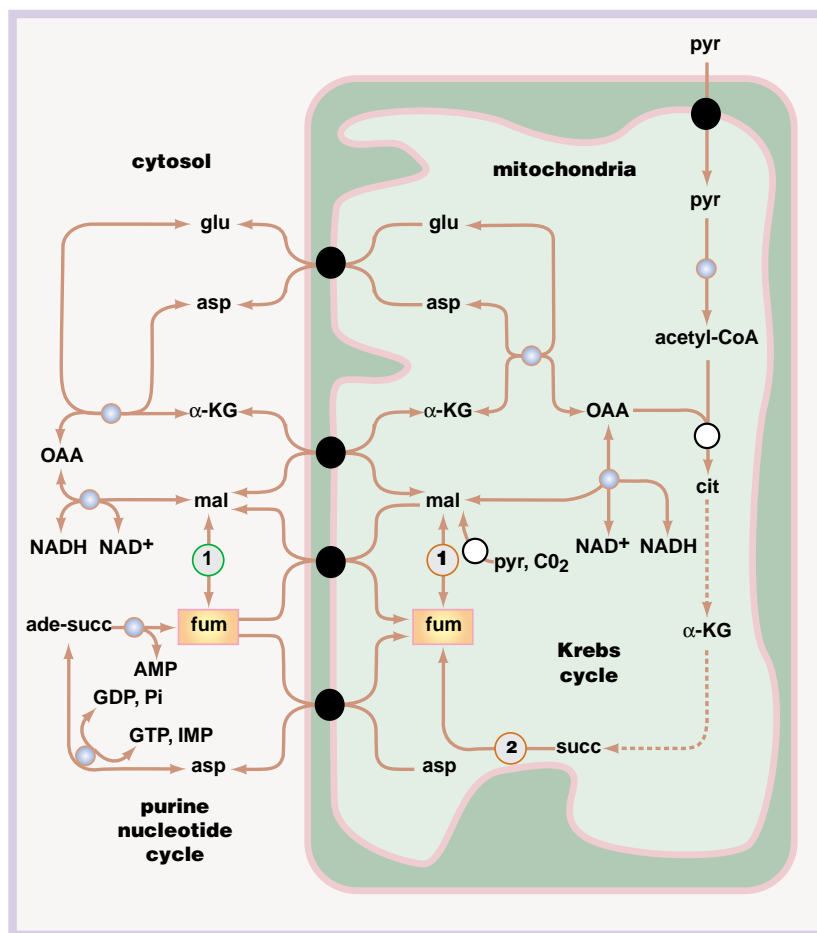 pyr
cytosol
mitochondria
pyr
glu
glu
asp
asp
acetyl-CoA
α-KG
α-KG
OAA
OAA
cit
mal
mal
NADH NAD+
NAD+ NADH
1
1
pyr, C0₂
ade-succ
fum
fum
α-KG
AMP
Krebs
cycle
GDP, Pi
GTP, IMP
2
succ
asp
asp
purine
nucleotide
cycle